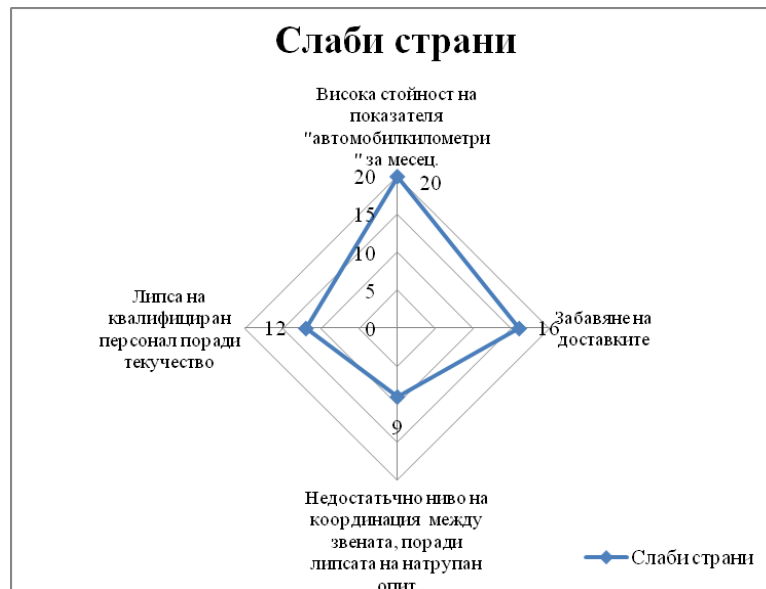 Слаби страни
Висока стойност на
показателя
"автомобилкилометри
" за месец.
20
20
15
10
5
0
Липса на
квалифициран
персонал поради
текучество
12
16
Забавяне на
доставките
9
Недостатьчно ниво на
координация между
звената, поради
липсата на натрупан
опит
Слаби страни